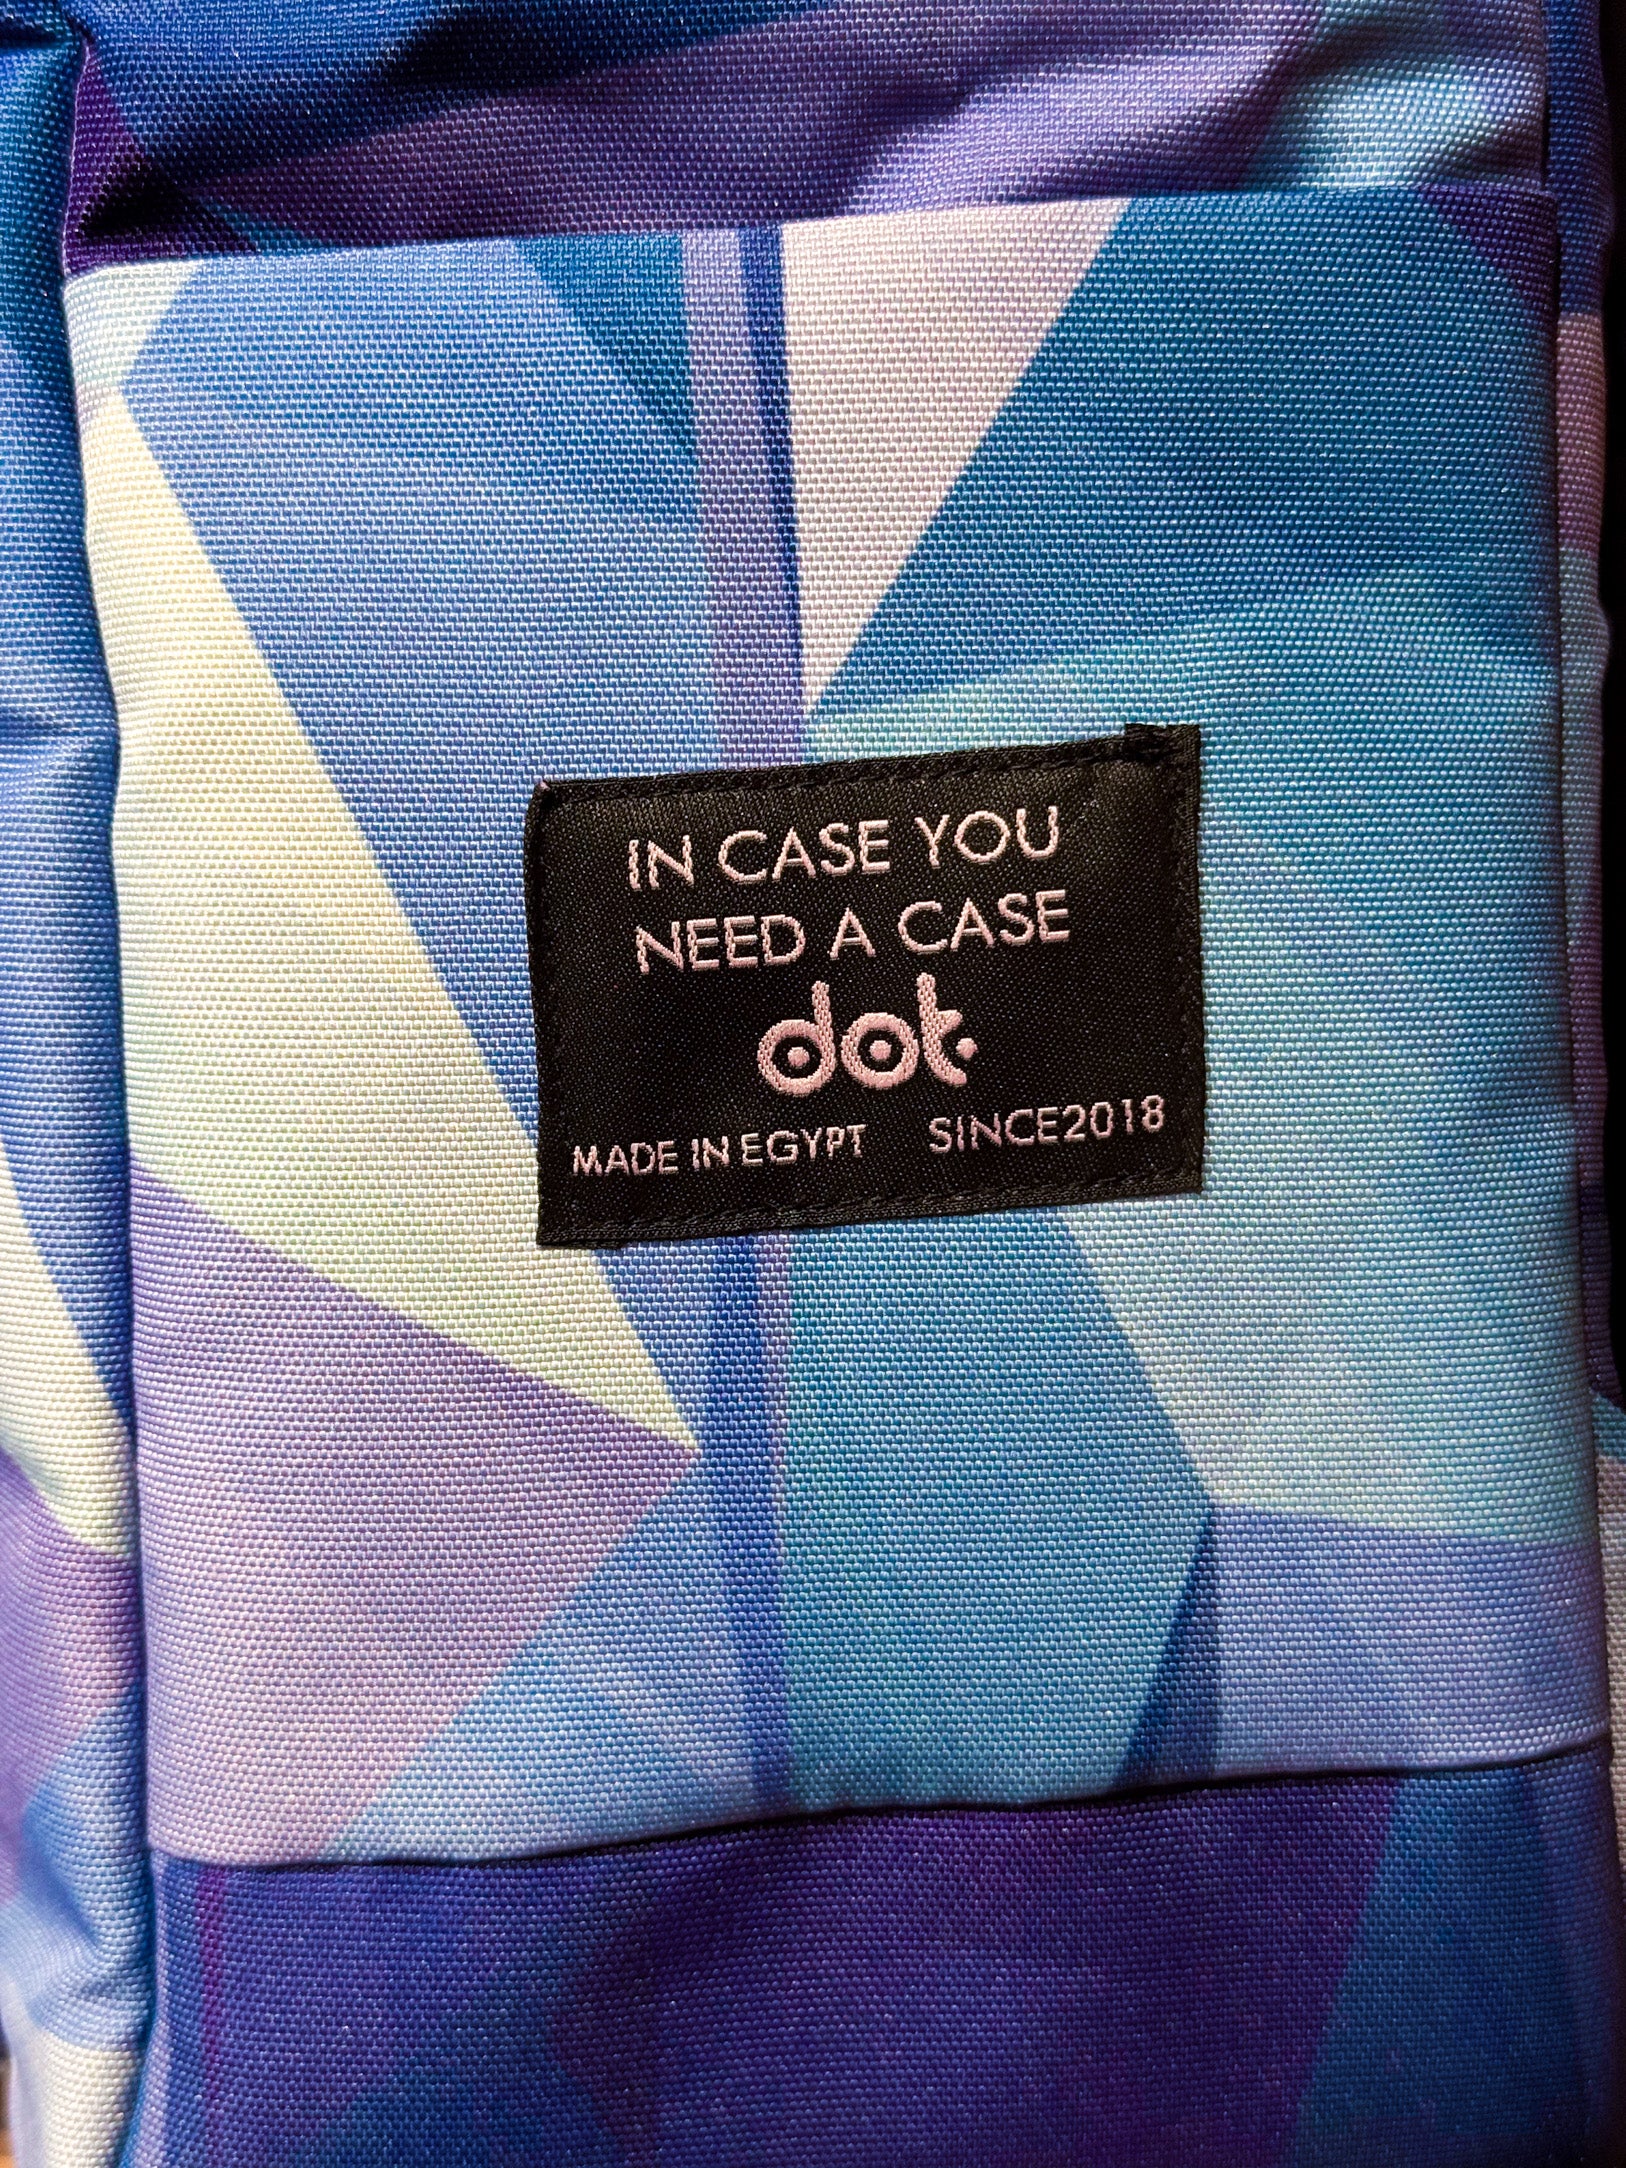 IN CASE YOU
NEED A CASE
dot.
MADE IN EGYPT SINCE2018